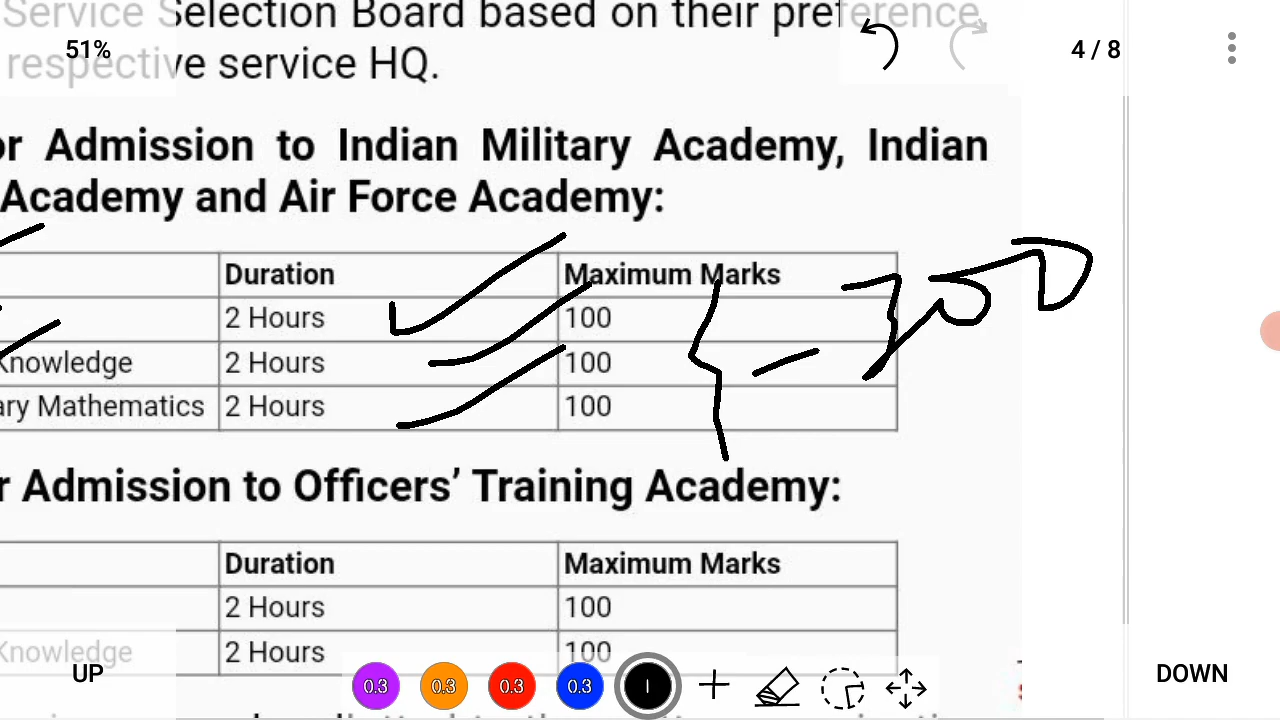 Service Selection Board based on their preference
51%
4 / 8
respective service HQ.
or Admission to Indian Military Academy, Indian
Academy and Air Force Academy:
Duration Maximum Marks
2 Hours 100
Knowledge 2 Hours 100
ary Mathematics 2 Hours 100
- 300
r Admission to Officers’ Training Academy:
Duration Maximum Marks
2 Hours 100
Knowledge 2 Hours 100
UP
0.3 0.3 0.3 0.3
DOWN